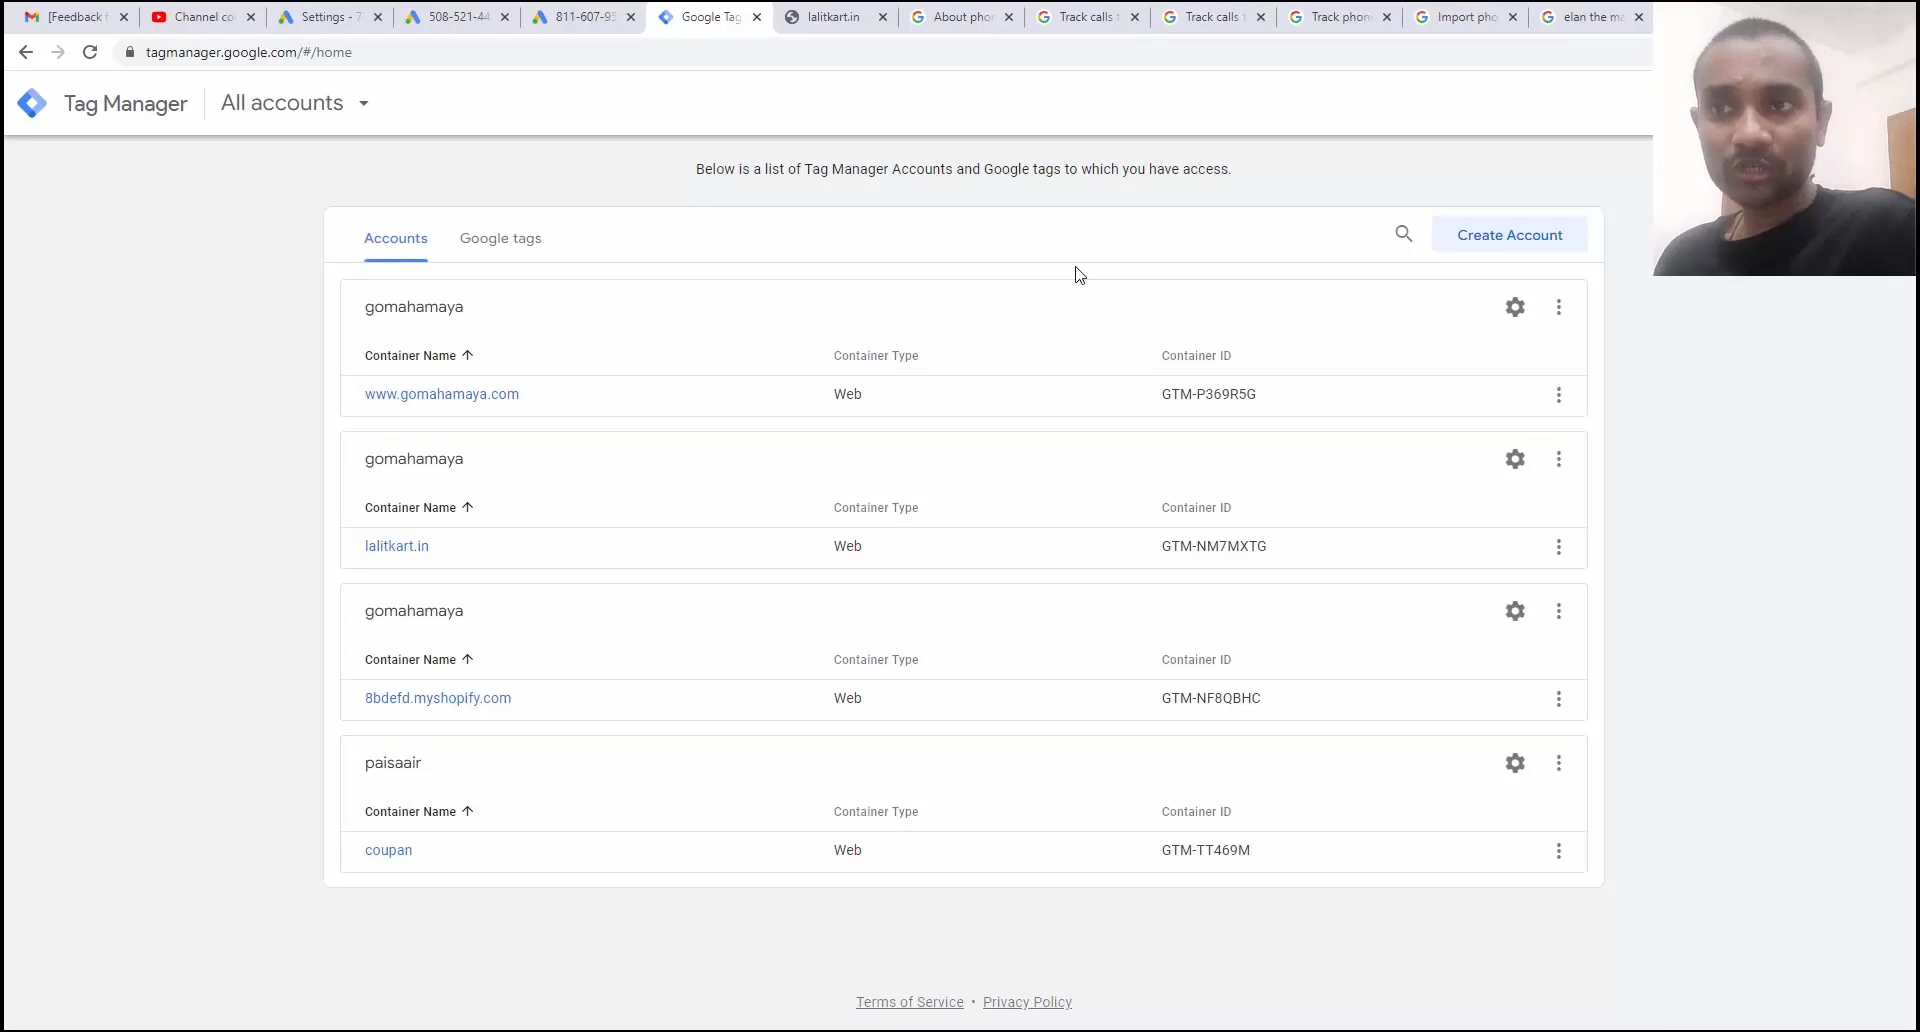 [Feedback
Channel co
Settings - 7
508-521-44
811-607-95
Google Tag
lalitkart.in
About phon
Track calls
Track calls
Track phon
Import pho
elan the ma
tagmanager.google.com/#/home
Tag Manager
All accounts
Below is a list of Tag Manager Accounts and Google tags to which you have access.
Accounts
Google tags
Create Account
gomahamaya
Container Name
Container Type
Container ID
www.gomahamaya.com
Web
GTM-P369R5G
gomahamaya
Container Name
Container Type
Container ID
lalitkart.in
Web
GTM-NM7MXTG
gomahamaya
Container Name
Container Type
Container ID
8bdefd.myshopify.com
Web
GTM-NF8QBHC
paisaair
Container Name
Container Type
Container ID
coupan
Web
GTM-TT469M
Terms of Service • Privacy Policy